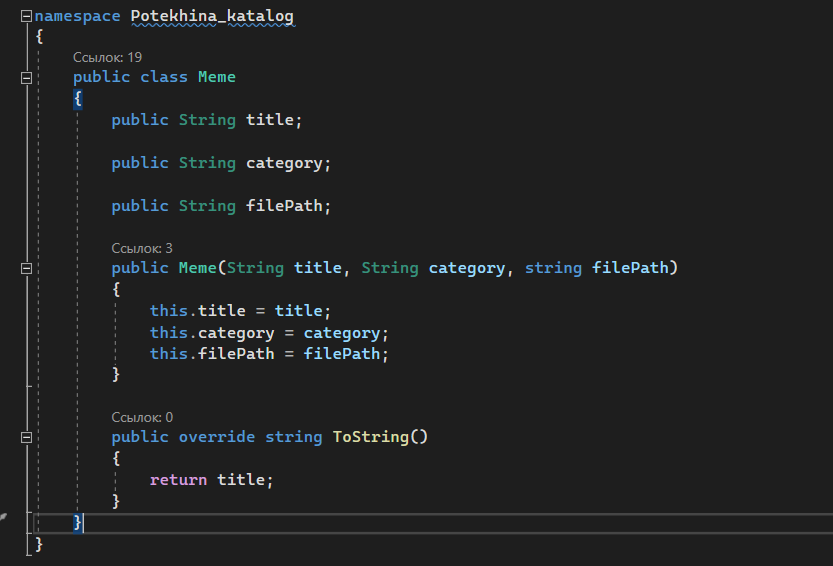 namespace Potekhina_katalog
{
Ссылок: 19
public class Meme
{
public String title;
public String category;
public String filePath;
Ссылок: 3
public Meme(String title, String category, string filePath)
{
this.title = title;
this.category = category;
this.filePath = filePath;
}
Ссылок: 0
public override string ToString()
{
return title;
}
}
}